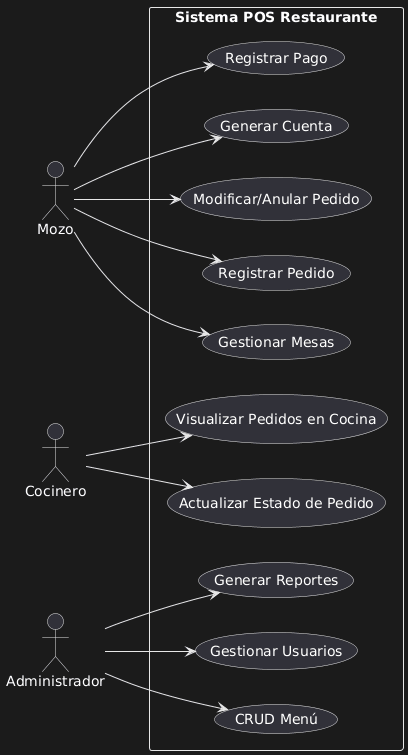 Sistema POS Restaurante
Registrar Pago
Generar Cuenta
Modificar/Anular Pedido
Mozo
Registrar Pedido
Gestionar Mesas
Visualizar Pedidos en Cocina
Cocinero
Actualizar Estado de Pedido
Generar Reportes
Gestionar Usuarios
Administrador
CRUD Menú